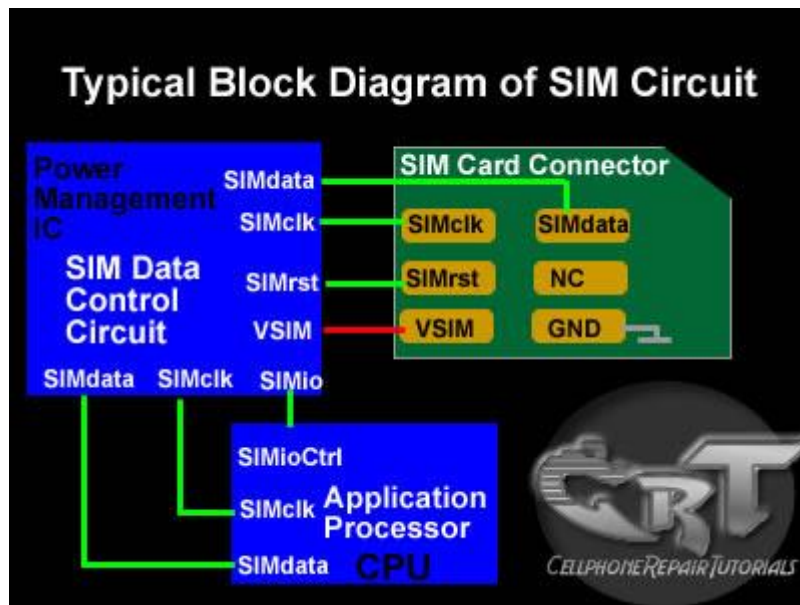 Typical Block Diagram of SIM Circuit
Power
Management
IC
SIM Data
Control
Circuit
SIMdata
SIMclk
SIMrst
VSIM
SIMdata SIMclk SIMio
SIM Card Connector
SIMclk SIMdata
SIMrst NC
VSIM GND
SIMioCtrl
SIMclk
SIMdata
Application
Processor
CPU
CRT
CELLPHONEREPAIRTUTORIALS